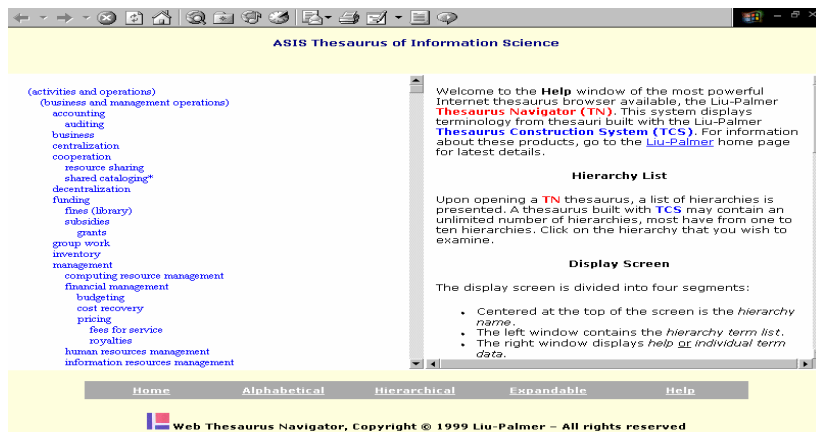 ASIS Thesaurus of Information Science
(activities and operations)
(business and management operations)
accounting
auditing
business
centralization
cooperation
resource sharing
shared cataloging*
decentralization
funding
fines (library)
subsidies
grants
group work
inventory
management
computing resource management
financial management
budgeting
cost recovery
pricing
fees for service
royalties
human resources management
information resources management
Welcome to the Help window of the most powerful
Internet thesaurus browser available, the Liu-Palmer
Thesaurus Navigator (TN). This system displays
terminology from thesauri built with the Liu-Palmer
Thesaurus Construction System (TCS). For information
about these products, go to the Liu-Palmer home page
for latest details.
Hierarchy List
Upon opening a TN thesaurus, a list of hierarchies is
presented. A thesaurus built with TCS may contain an
unlimited number of hierarchies, most have from one to
ten hierarchies. Click on the hierarchy that you wish to
examine.
Display Screen
The display screen is divided into four segments:
• Centered at the top of the screen is the hierarchy
name.
• The left window contains the hierarchy term list.
• The right window displays help or individual term
data.
Home Alphabetical Hierarchical Expandable Help
Web Thesaurus Navigator, Copyright © 1999 Liu-Palmer – All rights reserved